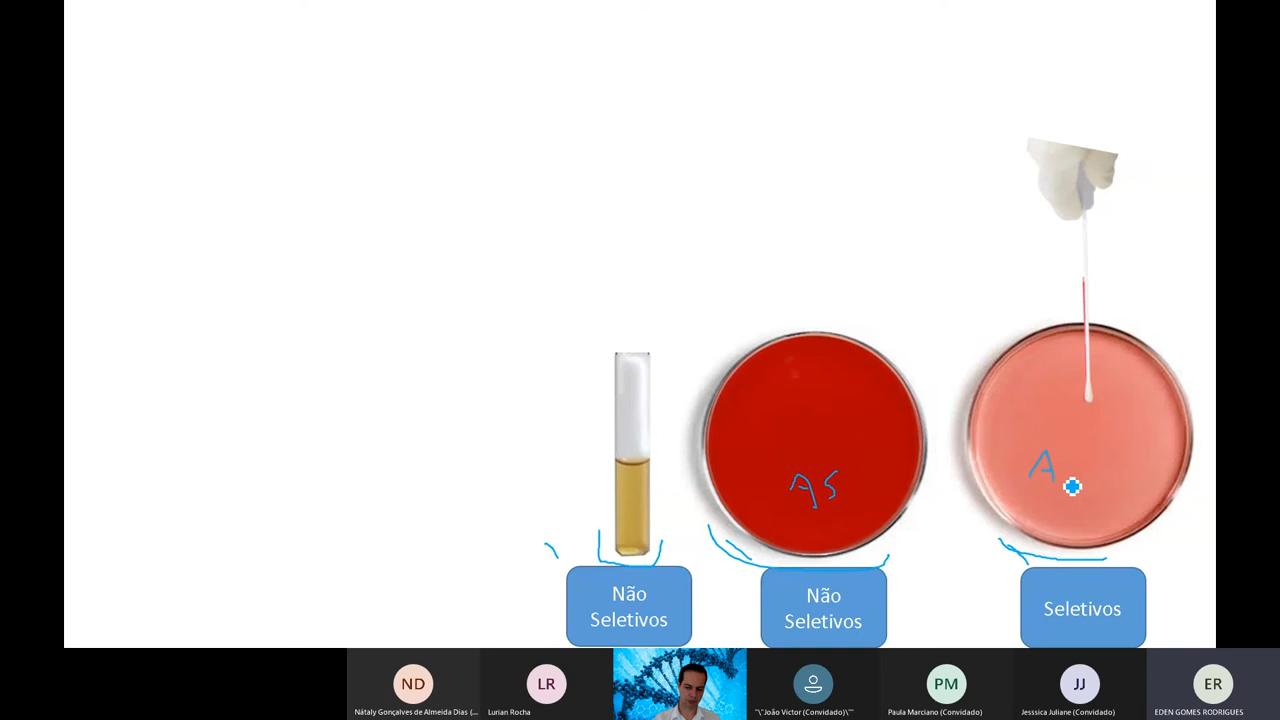 AS
A
Não
Seletivos
Não
Seletivos
Seletivos
ND
LR
PM
JJ
ER
Nátaly Gonçalves de Almeida Dias (...
Lurian Rocha
"\"João Victor (Convidado)\""
Paula Marciano (Convidado)
Jesssica Juliane (Convidado)
EDEN GOMES RODRIGUES